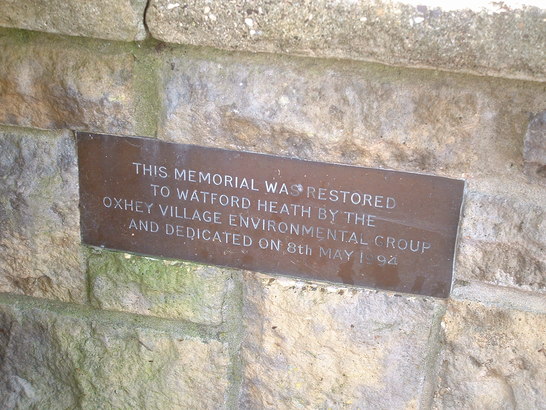 THIS MEMORIAL WAS RESTORED
TO WATFORD HEATH BY THE
OXHEY VILLAGE ENVIRONMENTAL GROUP
AND DEDICATED ON 8th MAY 1994